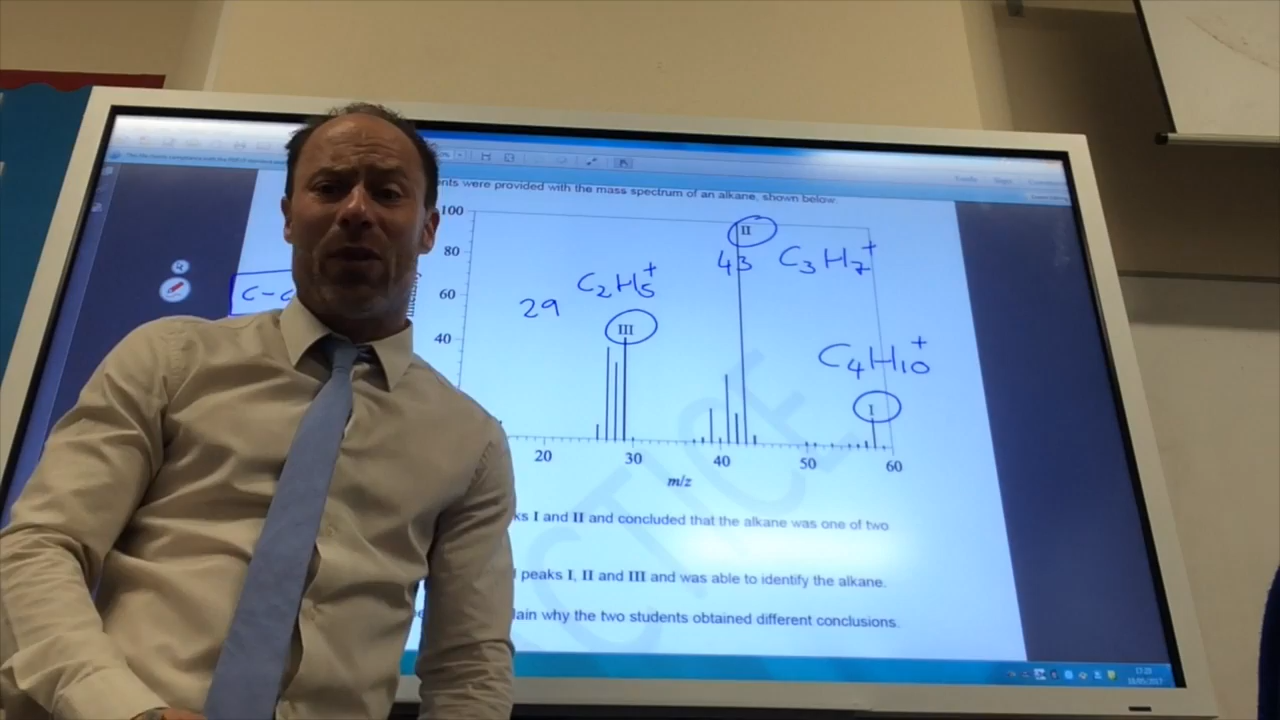 ents were provided with the mass spectrum of an alkane, shown below.
100
80
60
40
II
43 C3H7+
C2H5+
29
III
C-C
C4H10+
I
20 30 40 50 60
m/z
ks I and II and concluded that the alkane was one of two
peaks I, II and III and was able to identify the alkane.
lain why the two students obtained different conclusions.
PRACTICE